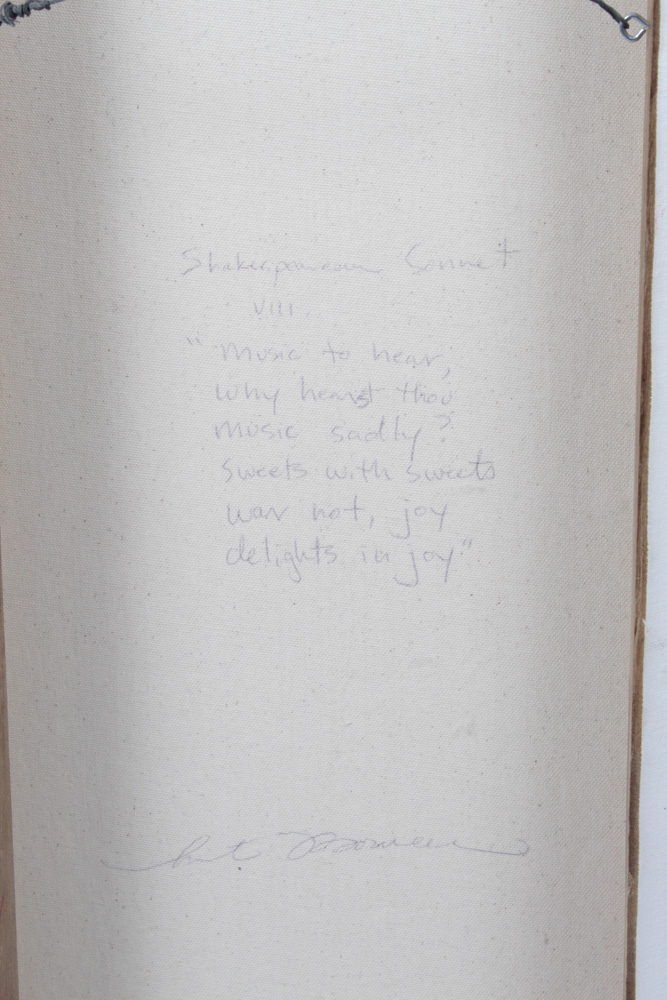 Shakespearean Sonnet
VIII
"Music to hear,
why hearst thou
music sadly?
Sweets with sweets
war not, joy
delights in joy"